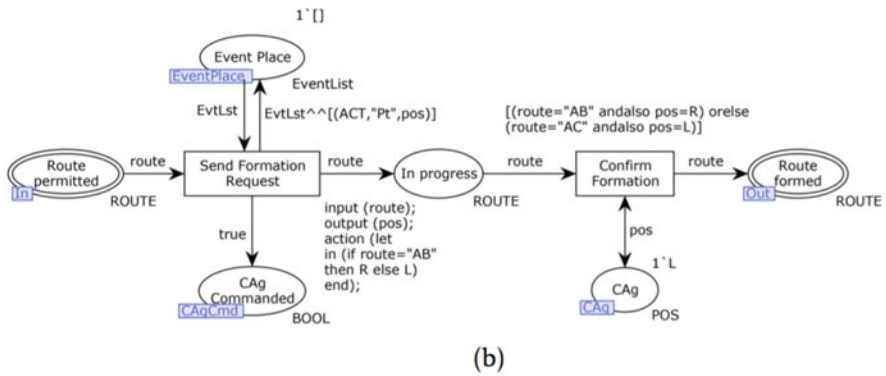 1`[]
Event Place
EventPlace
EventList
EvtLst
EvtLst^^[(ACT,"Pt",pos)]
[(route="AB" andalso pos=R) orelse
(route="AC" andalso pos=L)]
Route
permitted
In
ROUTE
route
Send Formation
Request
route
In progress
ROUTE
route
Confirm
Formation
route
Route
formed
Out
ROUTE
input (route);
output (pos);
action (let
in (if route="AB"
then R else L)
end);
true
CAg
Commanded
CAgCmd
BOOL
pos
1`L
CAg
CAg
POS
(b)